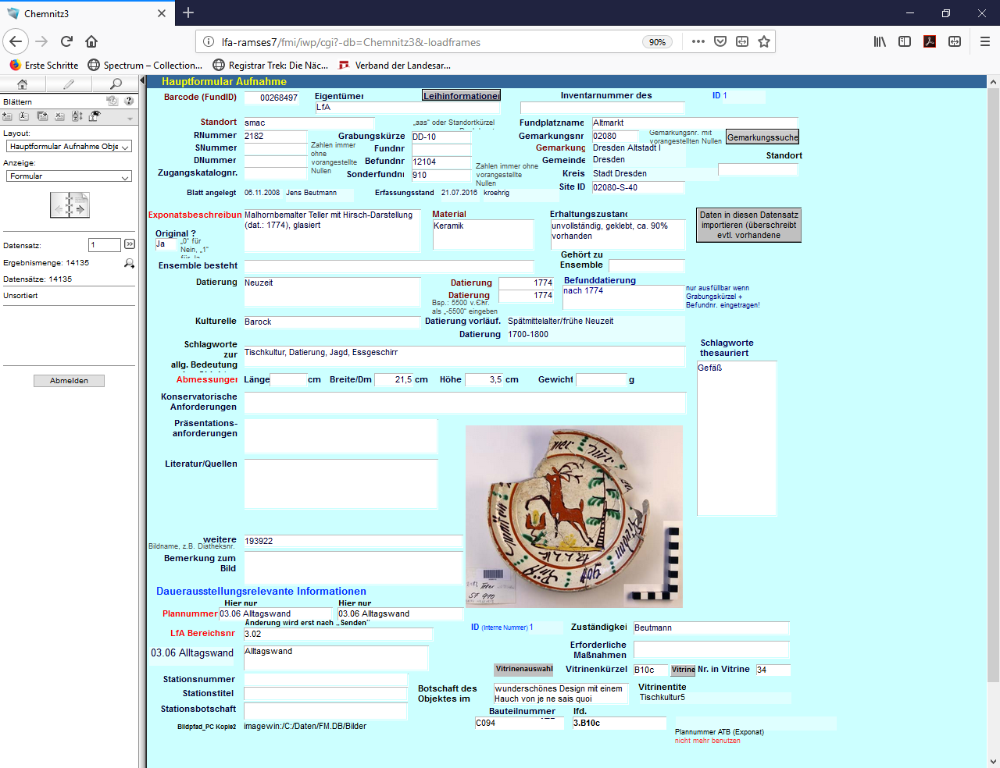 Chemnitz3
lfa-ramses7/fmi/iwp/cgi?-db=Chemnitz3&-loadframes
90%
Erste Schritte
Spectrum – Collection...
Registrar Trek: Die Näc...
Verband der Landesar...
Blättern
Layout:
Hauptformular Aufnahme Obje
Anzeige:
Formular
Datensatz: 1
Ergebnismenge: 14135
Datensätze: 14135
Unsortiert
Abmelden
Hauptformular Aufnahme
Barcode (FundID) 00268497
Eigentümer
LfA
Leihinformationen
Inventarnummer des
ID 1
Standort smac
„aas“ oder Standortkürzel
Fundplatzname Altmarkt
RNummer 2182
Grabungskürze DD-10
Gemarkungsnr 02080
Gemarkungsnr. mit
vorangestellten Nullen
Gemarkungssuche
SNummer
Zahlen immer
ohne
vorangestellte
Nullen
Fundnr
Gemarkung Dresden Altstadt I
DNummer
Befundnr 12104
Gemeinde Dresden
Standort
Zugangskatalognr.
Sonderfundnr 910
Zahlen immer ohne
vorangestellte
Nullen
Kreis Stadt Dresden
Site ID 02080-S-40
Blatt angelegt 06.11.2008 Jens Beutmann
Erfassungsstand 21.07.2016 kroehrig
Exponatsbeschreibun
Malhornbemalter Teller mit Hirsch-Darstellung
(dat.: 1774), glasiert
Material
Keramik
Erhaltungszustand
unvollständig, geklebt, ca. 90%
vorhanden
Daten in diesen Datensatz
importieren (überschreibt
evtl. vorhandene
Original ?
Ja
„0“ für
Nein, „1“
für Ja
Ensemble besteht
Gehört zu
Ensemble
Datierung Neuzeit
Datierung 1774
Datierung 1774
Bsp.: 5500 v.Chr.
als „-5500“ eingeben
Befunddatierung
nach 1774
nur ausfüllbar wenn
Grabungskürzel +
Befundnr. eingetragen!
Kulturelle Barock
Datierung vorläuf. Spätmittelalter/frühe Neuzeit
Datierung 1700-1800
Schlagworte
zur
allg. Bedeutung
Tischkultur, Datierung, Jagd, Essgeschirr
Schlagworte
thesauriert
Gefäß
Abmessunger Länge cm Breite/Dm 21,5 cm Höhe 3,5 cm Gewicht g
Konservatorische
Anforderungen
Präsentations-
anforderungen
Literatur/Quellen
1774
SF 910
weitere 193922
Bildname, z.B. Diatheksnr.
Bemerkung zum
Bild
Dauerausstellungsrelevante Informationen
Hier nur
Hier nur
Plannummer 03.06 Alltagswand
03.06 Alltagswand
Änderung wird erst nach „Senden“
LfA Bereichsnr 3.02
ID (Interne Nummer) 1
Zuständigkei Beutmann
03.06 Alltagswand
Alltagswand
Erforderliche
Maßnahmen
Vitrinenauswahl
Vitrinenkürzel B10c
Vitrine
Nr. in Vitrine 34
Stationsnummer
Stationstitel
Botschaft des
Objektes im
wunderschönes Design mit einem
Hauch von je ne sais quoi
Vitrinentite
Tischkultur5
Stationsbotschaft
Bauteilnummer
C094
lfd.
3.B10c
Bildpfad_PC Kopie2 imagewin:/C:/Daten/FM.DB/Bilder
Plannummer ATB (Exponat)
nicht mehr benutzen